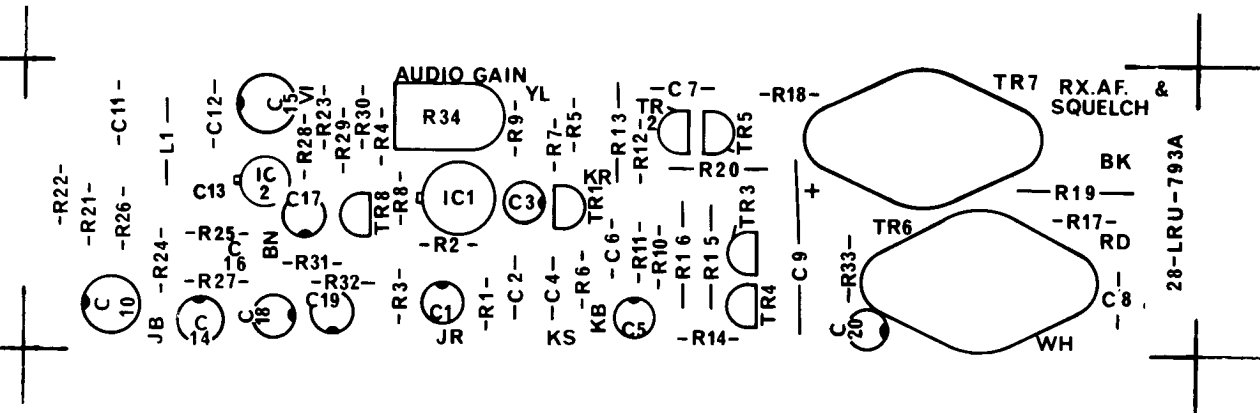 AUDIO GAIN
YL
R34
C11
L1
C12
C15
VI
R28
R23
R29
R30
R4
R9
R7
R5
R13
R12
C7
TR2
TR5
R20
R18
TR7
RX.AF. &
SQUELCH
28-LRU-793A
BK
R19
R17
RD
R22
R21
R26
C13
IC2
C17
TR8
R8
IC1
C3
TR1
KR
TR3
+
TR6
R25
C16
BN
R24
R27
R31
R32
R2
C6
R11
R10
R16
R15
C9
R33
C8
C10
JB
C14
C18
C19
R3
C1
JR
R1
C2
C4
KS
R6
KB
C5
R14
TR4
C20
WH